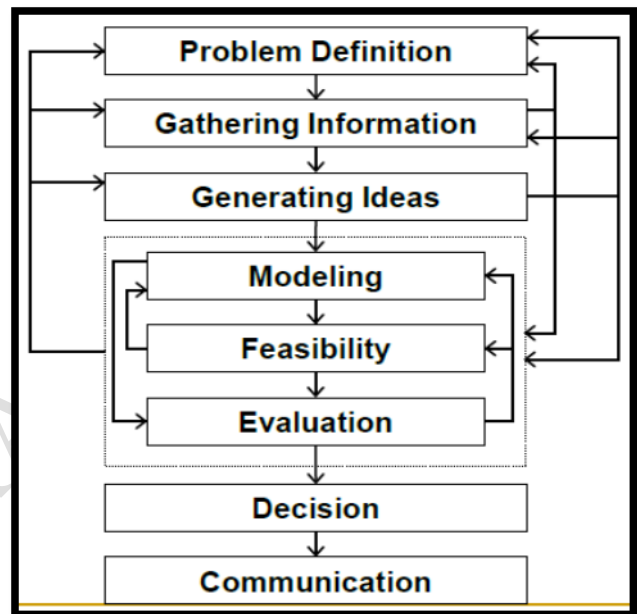 Problem Definition
Gathering Information
Generating Ideas
Modeling
Feasibility
Evaluation
Decision
Communication